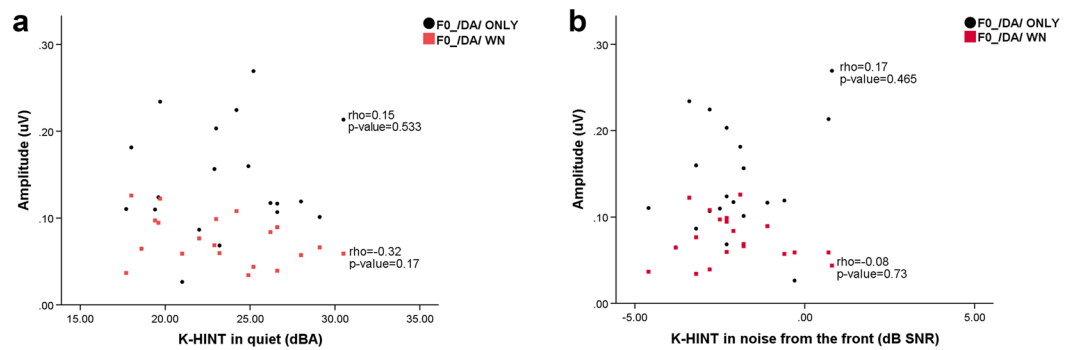 a
F0_/DA/ ONLY
F0_/DA/ WN
.30
.20
.10
.00
Amplitude (uV)
rho=0.15
p-value=0.533
rho=-0.32
p-value=0.17
15.00 20.00 25.00 30.00 35.00
K-HINT in quiet (dBA)
b
F0_/DA/ ONLY
F0_/DA/ WN
.30
.20
.10
.00
Amplitude (uV)
rho=0.17
p-value=0.465
rho=-0.08
p-value=0.73
-5.00 .00 5.00
K-HINT in noise from the front (dB SNR)